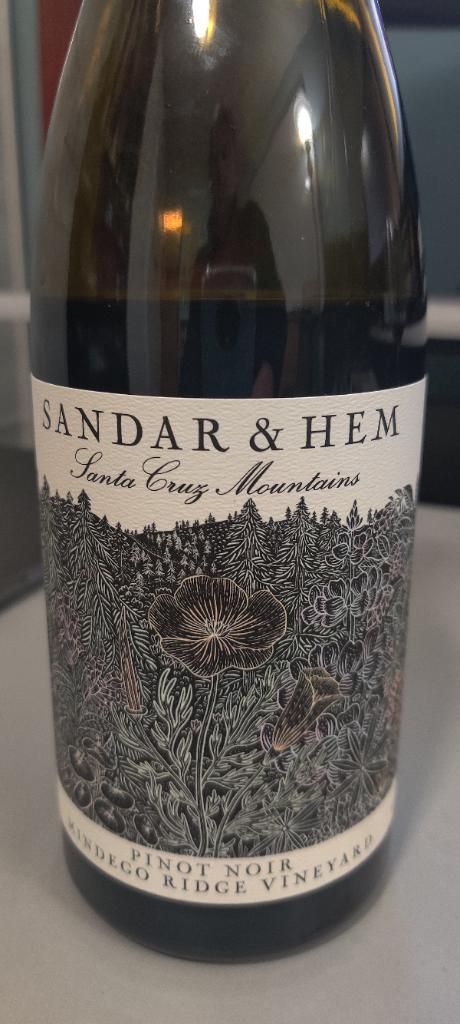 SANDAR & HEM
Santa Cruz Mountains
PINOT NOIR
MINDEGO RIDGE VINEYARD